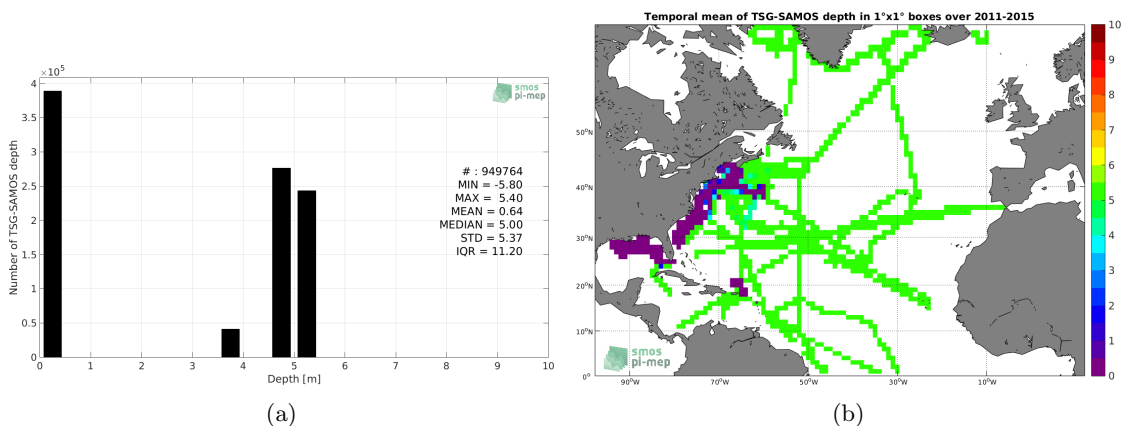 ×10⁵
4
3.5
3
2.5
2
1.5
1
0.5
0
0 1 2 3 4 5 6 7 8 9 10
Number of TSG-SAMOS depth
Depth [m]
smos
pi-mep
# : 949764
MIN = -5.80
MAX = 5.40
MEAN = 0.64
MEDIAN = 5.00
STD = 5.37
IQR = 11.20
(a)
Temporal mean of TSG-SAMOS depth in 1°x1° boxes over 2011-2015
50°N
40°N
30°N
20°N
10°N
0°
90°W 70°W 50°W 30°W 10°W
smos
pi-mep
10
9
8
7
6
5
4
3
2
1
0
(b)